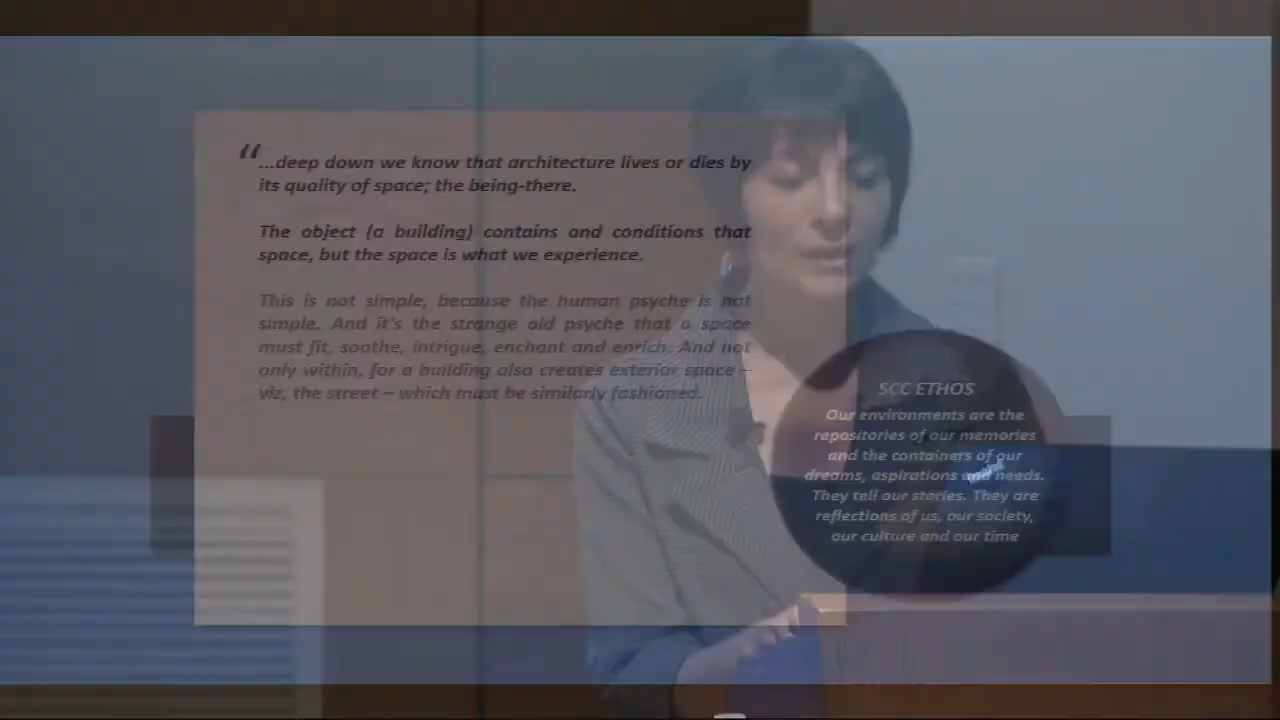 “…deep down we know that architecture lives or dies by
its quality of space; the being-there.
The object (a building) contains and conditions that
space, but the space is what we experience.
This is not simple, because the human psyche is not
simple. And it's the strange old psyche that a space
must fit, soothe, intrigue, enchant and enrich. And not
only within, for a building also creates exterior space –
viz, the street – which must be similarly fashioned.
SCC ETHOS
Our environments are the
repositories of our memories
and the containers of our
dreams, aspirations and needs.
They tell our stories. They are
reflections of us, our society,
our culture and our time